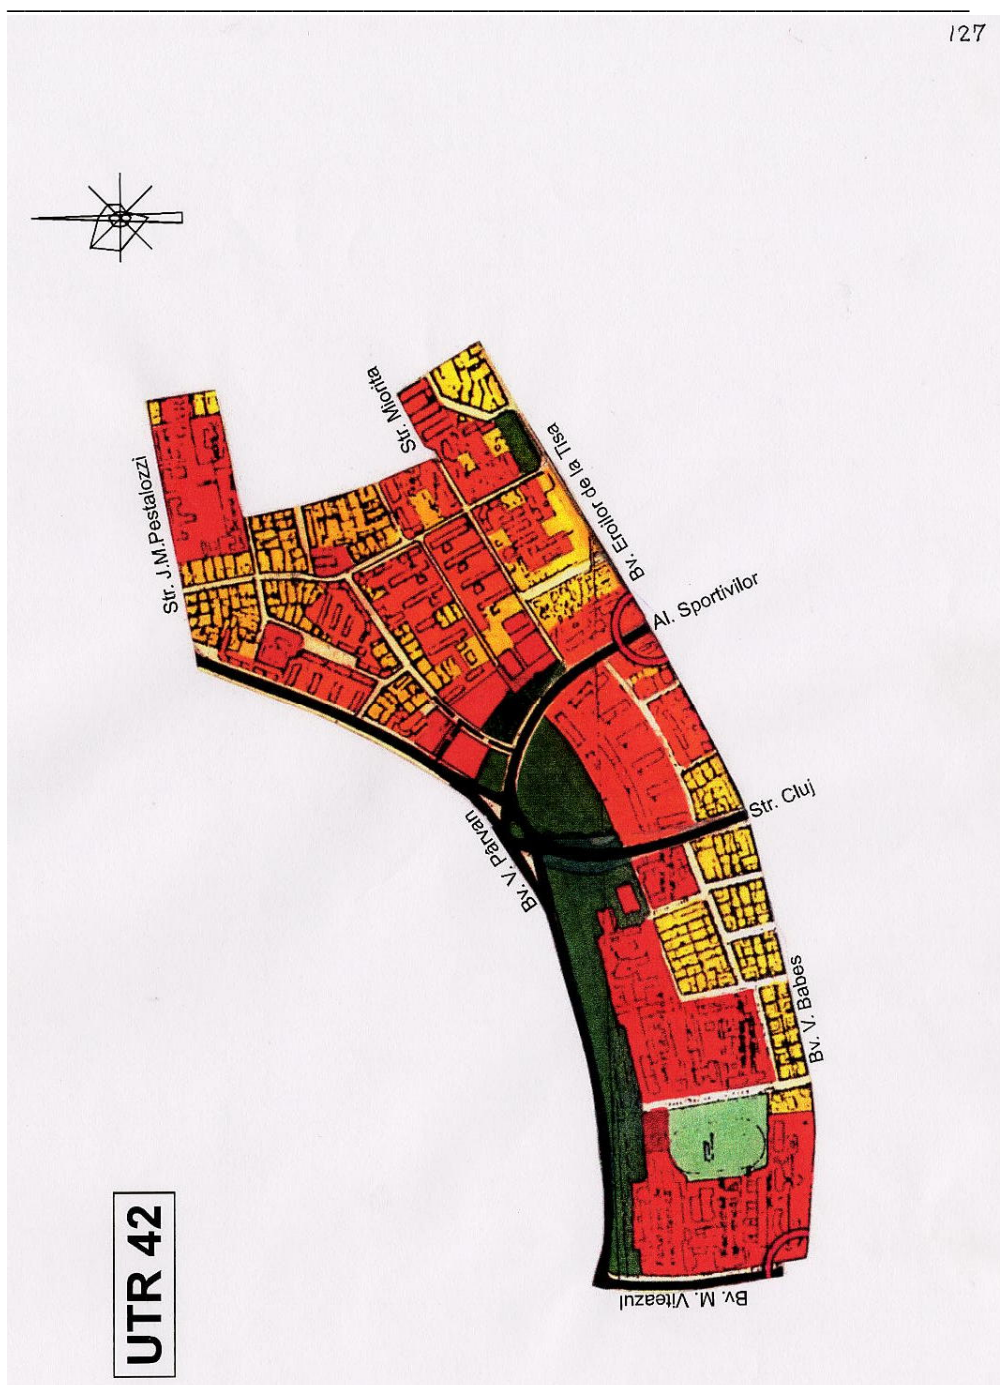 127
Str. Miorita
Str. J.M.Pestalozzi
Bv. Eroilor de la Tisa
Al. Sportivilor
Str. Cluj
Bv. V. Pârvan
Bv. V. Babes
Bv. M. Viteazul
UTR 42